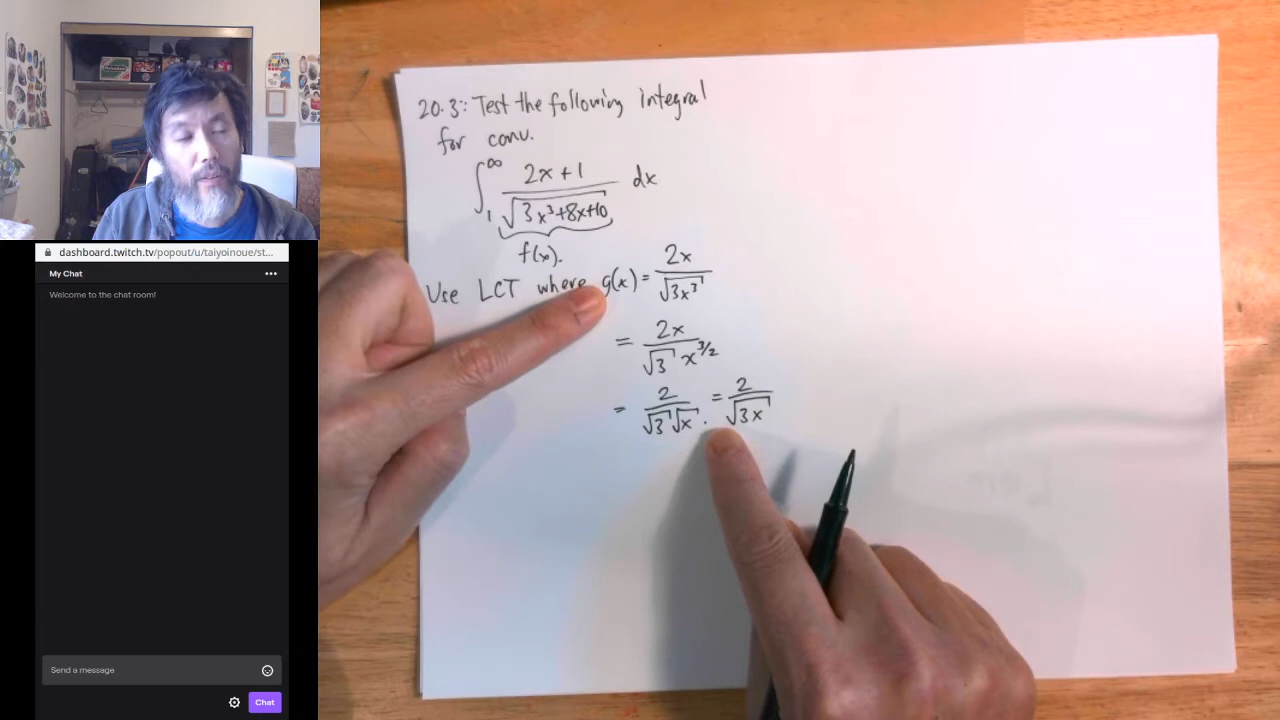 dashboard.twitch.tv/popout/u/taiyoinoue/st...
My Chat
Welcome to the chat room!
Send a message
Chat
20.3: Test the following integral
for conv.
∫₁^∞ (2x+1)/√(3x³+8x+10) dx
f(x).
Use LCT where g(x) = 2x/√(3x³)
= 2x/(√3 x^(3/2))
= 2/(√3 √x). = 2/√(3x)